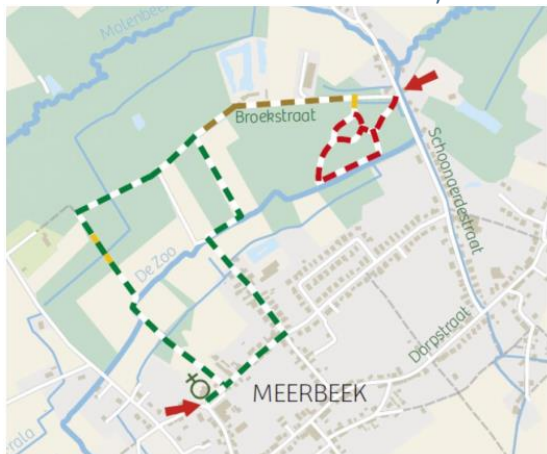 Molenbeek
Broekstraat
Schoonaerdestraat
De Zoo
Dorpstraat
MEERBEEK